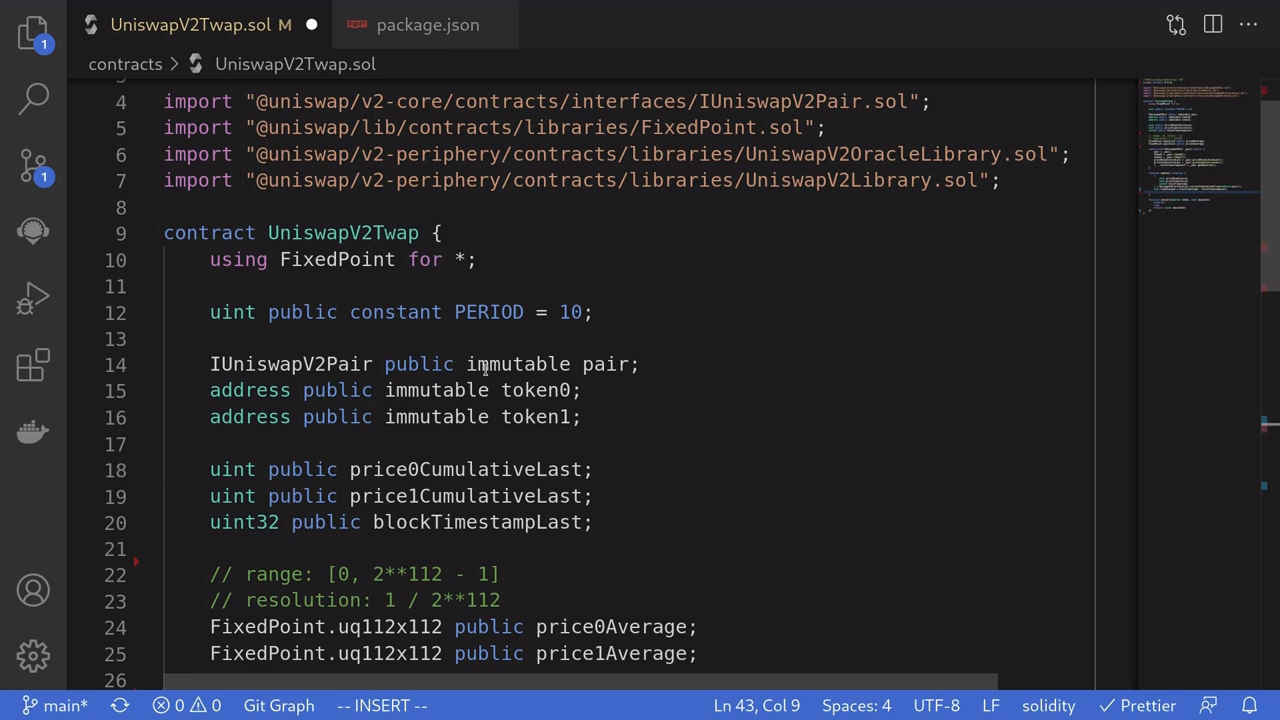 UniswapV2Twap.sol M
package.json
contracts > UniswapV2Twap.sol
4 import "@uniswap/v2-core/contracts/interfaces/IUniswapV2Pair.sol";
5 import "@uniswap/lib/contracts/libraries/FixedPoint.sol";
6 import "@uniswap/v2-periphery/contracts/libraries/UniswapV2OracleLibrary.sol";
7 import "@uniswap/v2-periphery/contracts/libraries/UniswapV2Library.sol";
8
9 contract UniswapV2Twap {
10 using FixedPoint for *;
11
12 uint public constant PERIOD = 10;
13
14 IUniswapV2Pair public immutable pair;
15 address public immutable token0;
16 address public immutable token1;
17
18 uint public price0CumulativeLast;
19 uint public price1CumulativeLast;
20 uint32 public blockTimestampLast;
21
22 // range: [0, 2**112 - 1]
23 // resolution: 1 / 2**112
24 FixedPoint.uq112x112 public price0Average;
25 FixedPoint.uq112x112 public price1Average;
26
1
1
main* 0 0 Git Graph -- INSERT -- Ln 43, Col 9 Spaces: 4 UTF-8 LF solidity Prettier